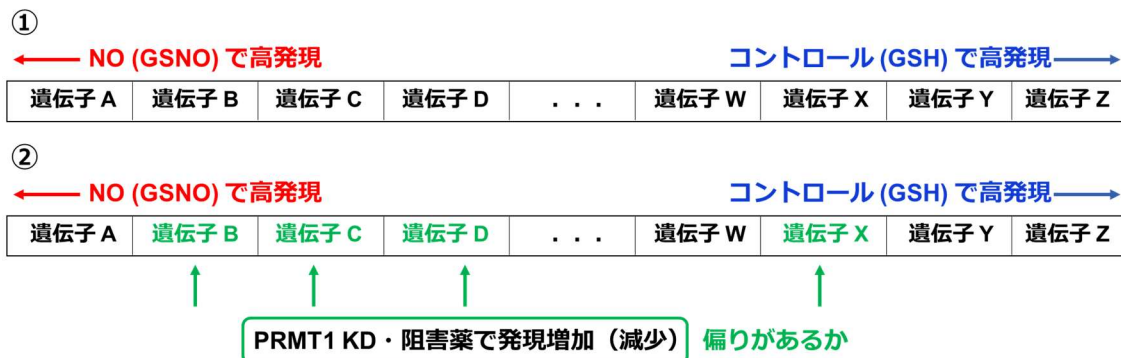 ①
NO (GSNO) で高発現 コントロール (GSH) で高発現
遺伝子 A 遺伝子 B 遺伝子 C 遺伝子 D . . . 遺伝子 W 遺伝子 X 遺伝子 Y 遺伝子 Z
②
NO (GSNO) で高発現 コントロール (GSH) で高発現
遺伝子 A 遺伝子 B 遺伝子 C 遺伝子 D . . . 遺伝子 W 遺伝子 X 遺伝子 Y 遺伝子 Z
PRMT1 KD・阻害薬で発現増加（減少） 偏りがあるか